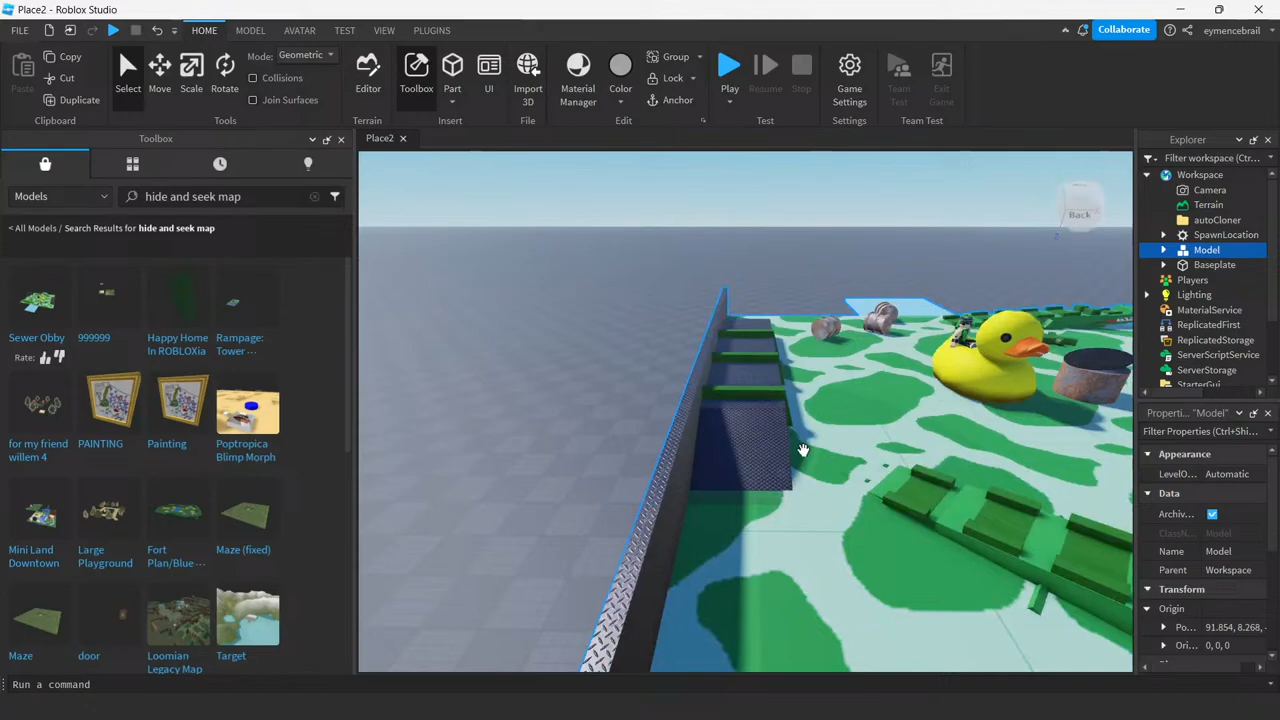 Place2 - Roblox Studio
FILE HOME MODEL AVATAR TEST VIEW PLUGINS Collaborate eymencebrail
Paste Copy Cut Duplicate Clipboard
Select Move Scale Rotate Mode: Geometric Collisions Join Surfaces Tools
Editor Terrain
Toolbox Part UI Insert
Import 3D File
Material Manager Color Group Lock Anchor Edit
Play Resume Stop Test
Game Settings Settings
Team Test Exit Game Team Test
Toolbox
Models hide and seek map
< All Models / Search Results for hide and seek map
Sewer Obby
Rate:
999999
Happy Home In ROBLOXia
Rampage: Tower ...
for my friend willem 4
PAINTING
Painting
Poptropica Blimp Morph
Mini Land Downtown
Large Playground
Fort Plan/Blue ...
Maze (fixed)
Maze
door
Loomian Legacy Map
Target
Place2
Back
Explorer
Filter workspace (Ctrl+...
Workspace
Camera
Terrain
autoCloner
SpawnLocation
Model
Baseplate
Players
Lighting
MaterialService
ReplicatedFirst
ReplicatedStorage
ServerScriptService
ServerStorage
StarterGui
Properties - "Model"
Filter Properties (Ctrl+Shi...
Appearance
LevelO... Automatic
Data
Archiv...
ClassN... Model
Name Model
Parent Workspace
Transform
Origin
Po... 91.854, 8.268, ...
Ori... 0, 0, 0
Run a command